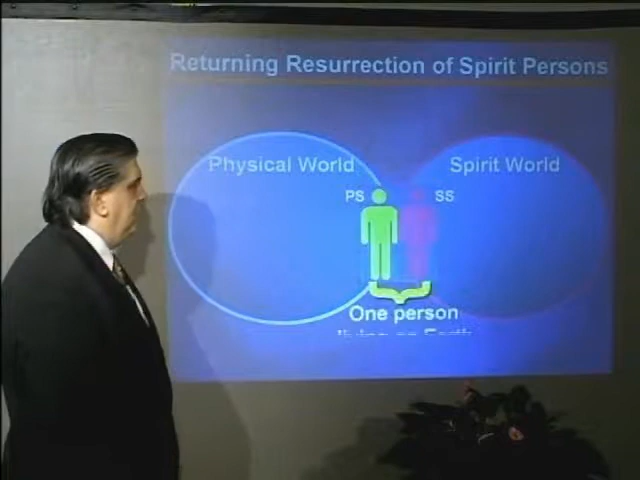 Returning Resurrection of Spirit Persons
Physical World
Spirit World
PS
SS
One person